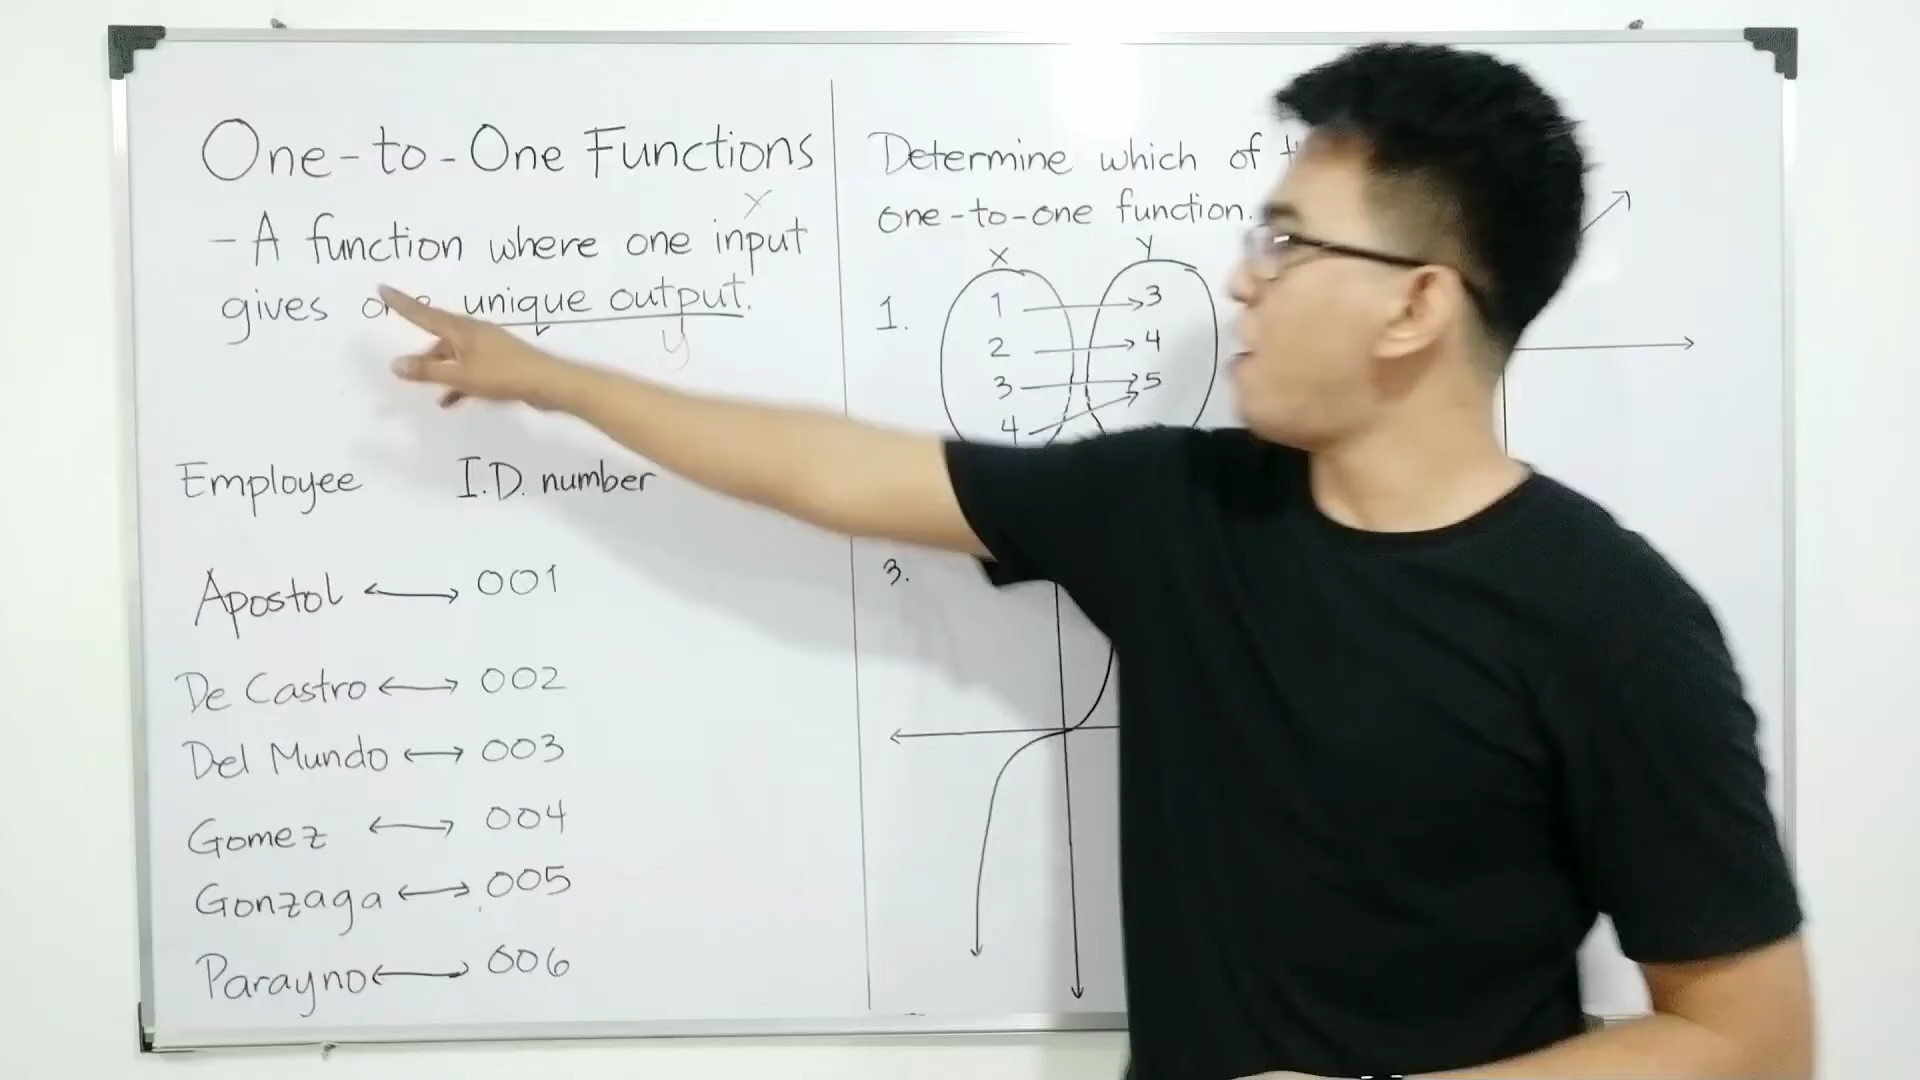 One-to-One Functions
x
- A function where one input
gives one unique output.
y
Employee I.D. number
Apostol ⟷ 001
De Castro ⟷ 002
Del Mundo ⟷ 003
Gomez ⟷ 004
Gonzaga ⟷ 005
Parayno ⟷ 006
Determine which of
one-to-one function.
x y
1.
1 → 3
2 → 4
3 → 5
4
3.